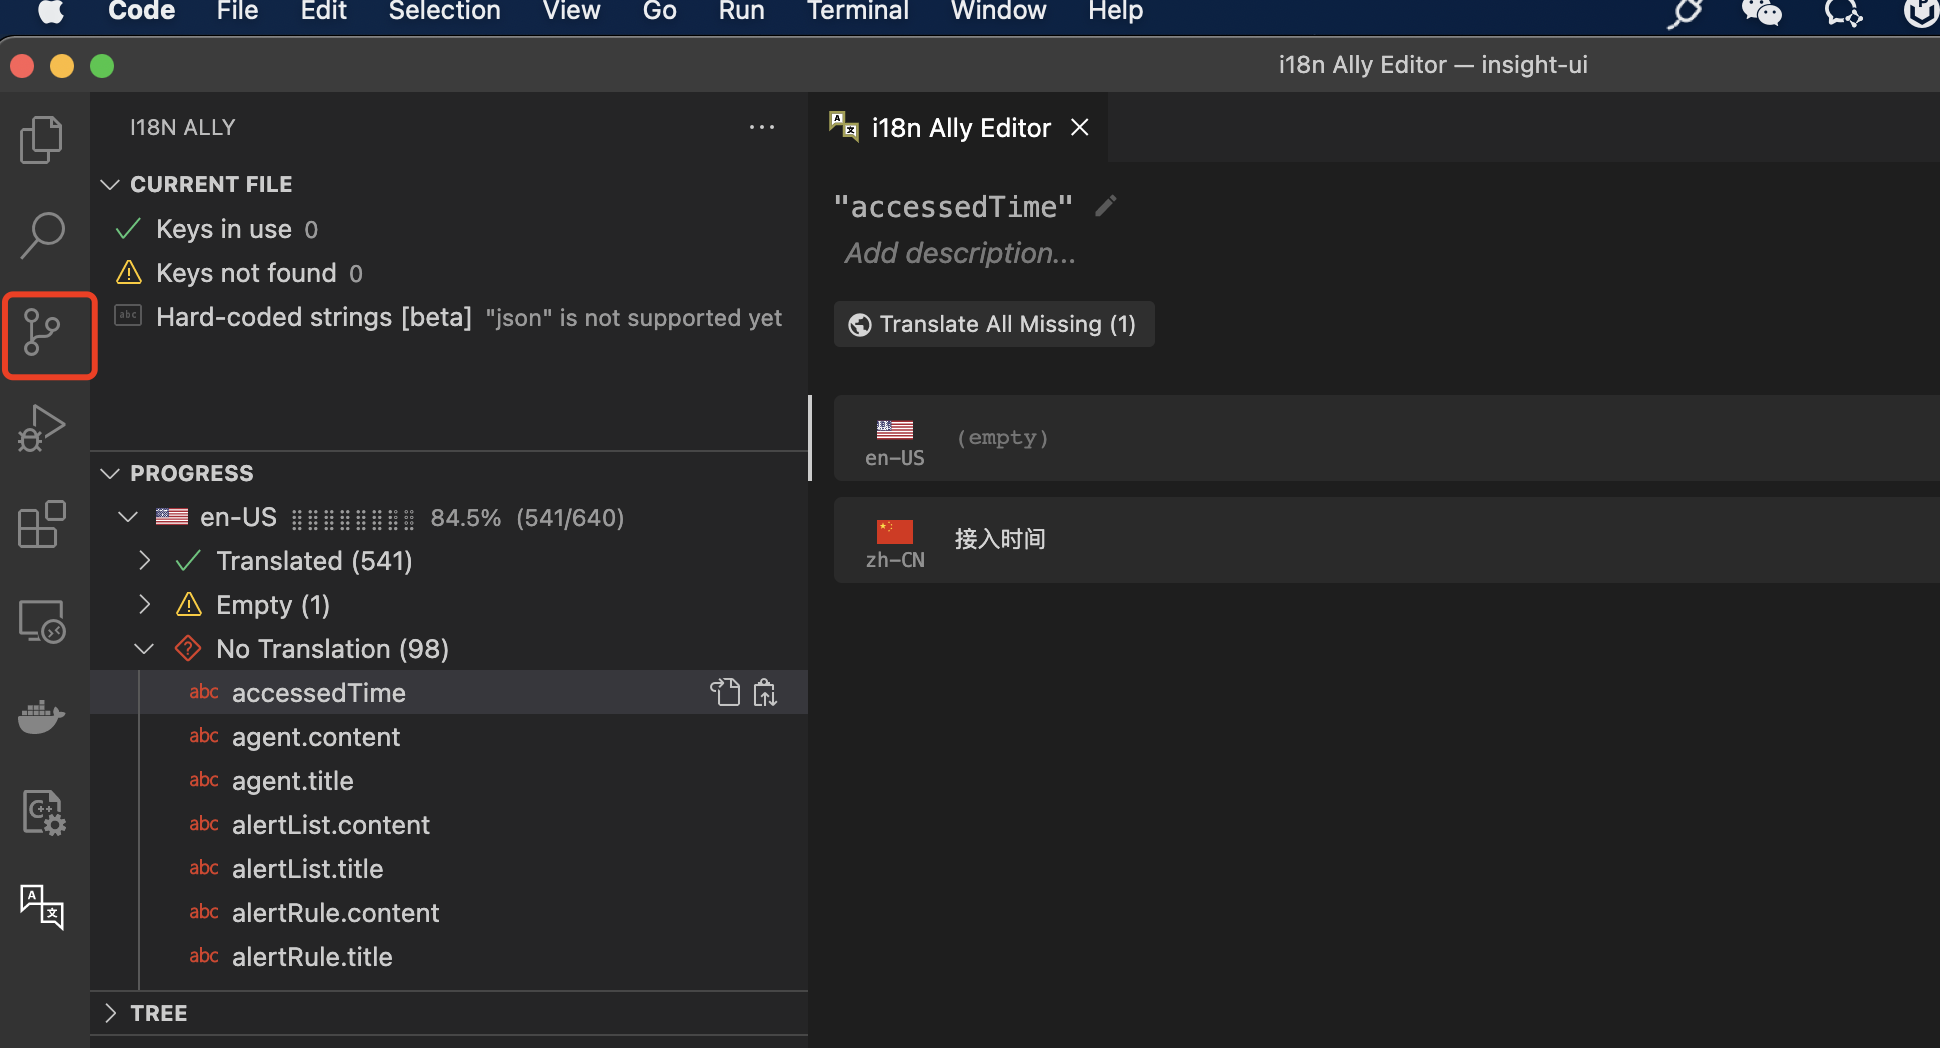 Code File Edit Selection View Go Run Terminal Window Help
i18n Ally Editor — insight-ui
I18N ALLY
CURRENT FILE
Keys in use 0
Keys not found 0
abc Hard-coded strings [beta] "json" is not supported yet
PROGRESS
en-US 84.5% (541/640)
Translated (541)
Empty (1)
No Translation (98)
abc accessedTime
abc agent.content
abc agent.title
abc alertList.content
abc alertList.title
abc alertRule.content
abc alertRule.title
TREE
C++
A 文
A 文 i18n Ally Editor
"accessedTime"
Add description...
Translate All Missing (1)
en-US (empty)
zh-CN 接入时间